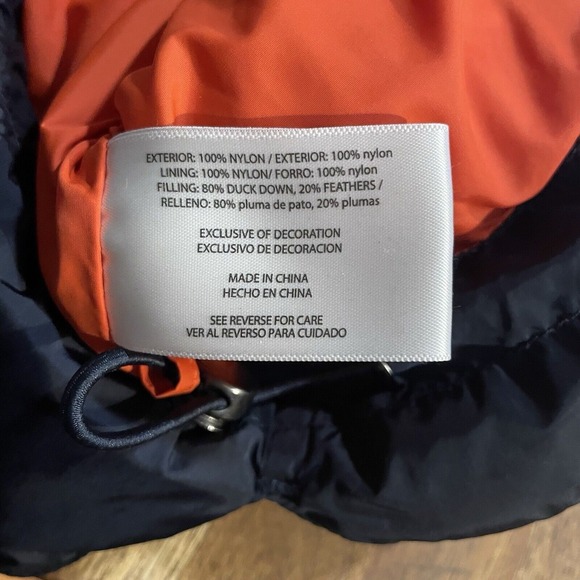 EXTERIOR: 100% NYLON / EXTERIOR: 100% nylon
LINING: 100% NYLON/ FORRO: 100% nylon
FILLING: 80% DUCK DOWN, 20% FEATHERS /
RELLENO: 80% pluma de pato, 20% plumas
EXCLUSIVE OF DECORATION
EXCLUSIVO DE DECORACION
MADE IN CHINA
HECHO EN CHINA
SEE REVERSE FOR CARE
VER AL REVERSO PARA CUIDADO